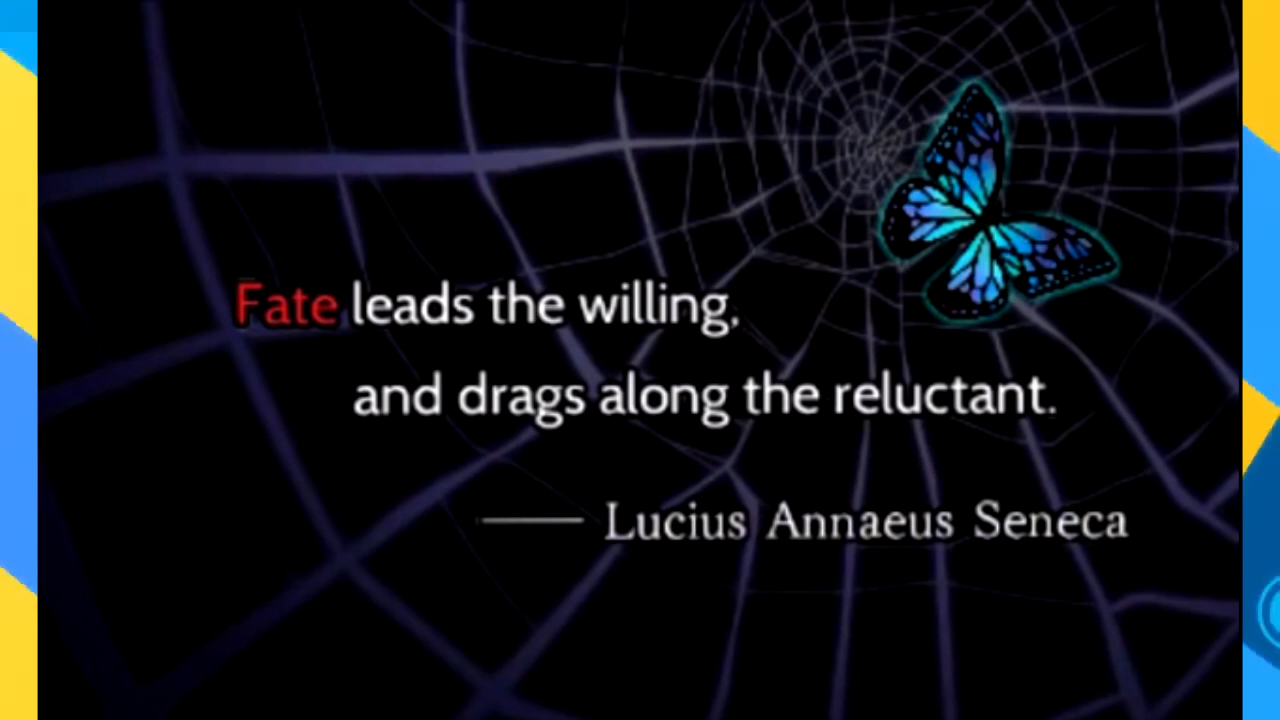 Fate leads the willing,
and drags along the reluctant.
—— Lucius Annaeus Seneca